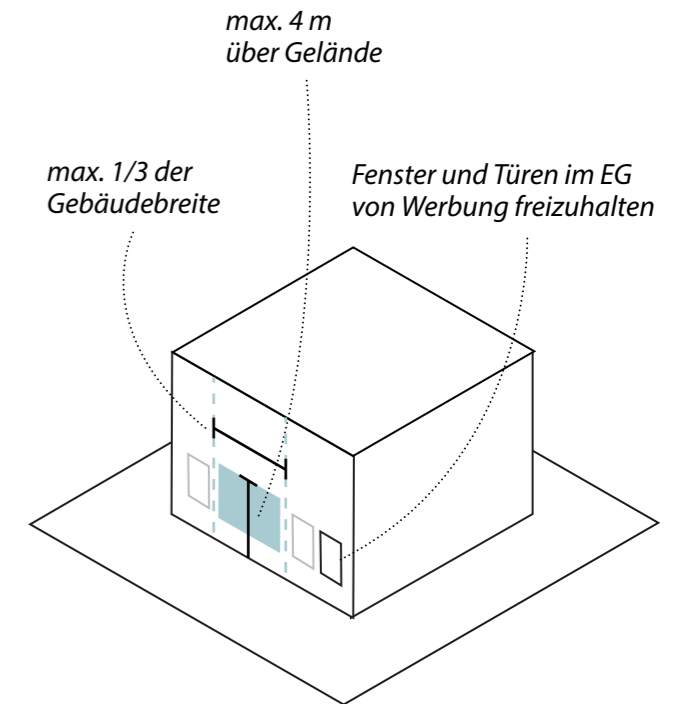 max. 4 m
über Gelände
max. 1/3 der
Gebäudebreite
Fenster und Türen im EG
von Werbung freizuhalten